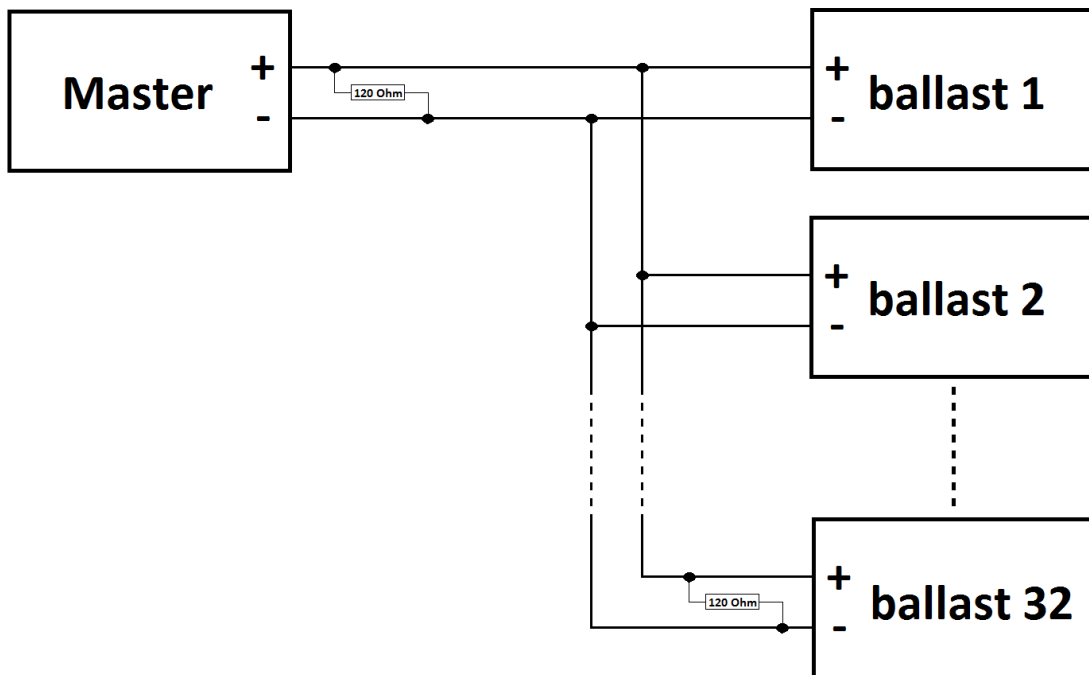 Master
+
-
120 Ohm
+
-
ballast 1
+
-
ballast 2
120 Ohm
+
-
ballast 32